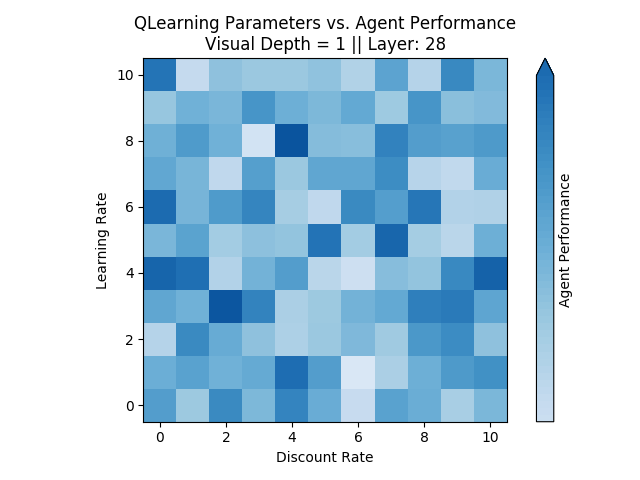 QLearning Parameters vs. Agent Performance
Visual Depth = 1 || Layer: 28
10
8
6
4
2
0
Learning Rate
0 2 4 6 8 10
Discount Rate
Agent Performance